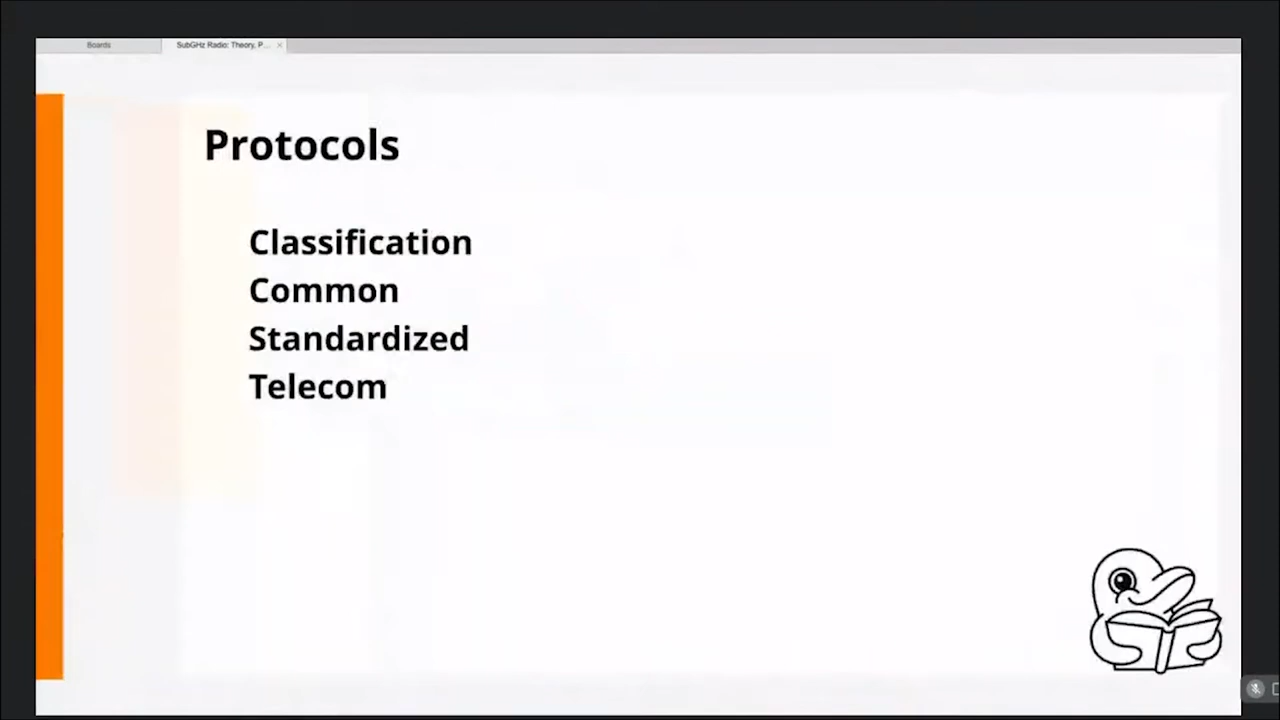 Boards
SubGHz Radio: Theory, P...
Protocols
Classification
Common
Standardized
Telecom